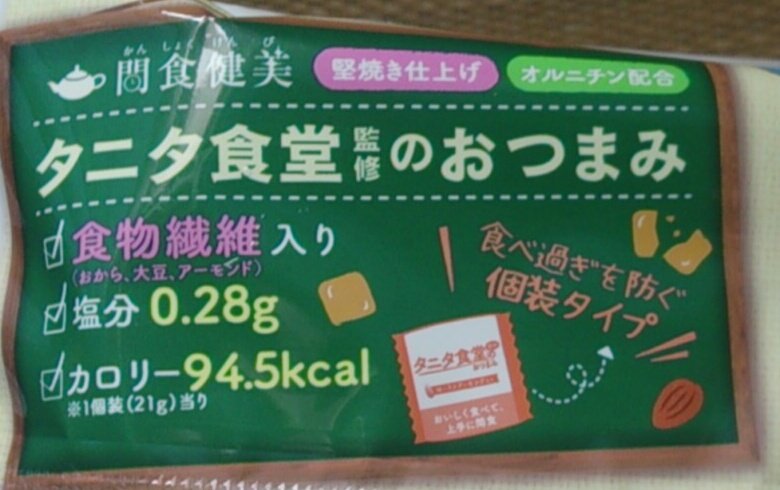 かんしょくけんび
間食健美
堅焼き仕上げ
オルニチン配合
タニタ食堂監修のおつまみ
食物繊維入り
(おから、大豆、アーモンド)
塩分 0.28g
カロリー94.5kcal
※1個装(21g)当り
食べ過ぎを防ぐ
個装タイプ
タニタ食堂
おつまみ
おいしく食べて、
上手に間食